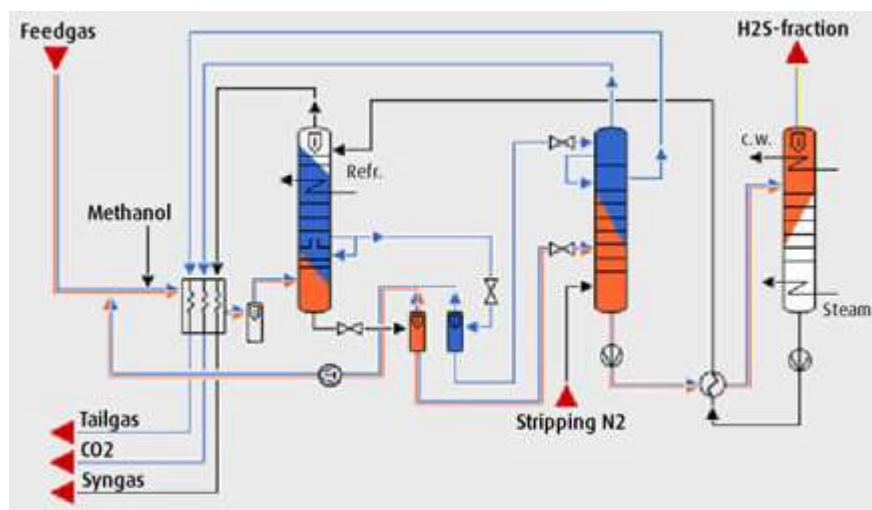 Feedgas
H2S-fraction
c.w.
Refr.
Methanol
Steam
Stripping N2
Tailgas
CO2
Syngas